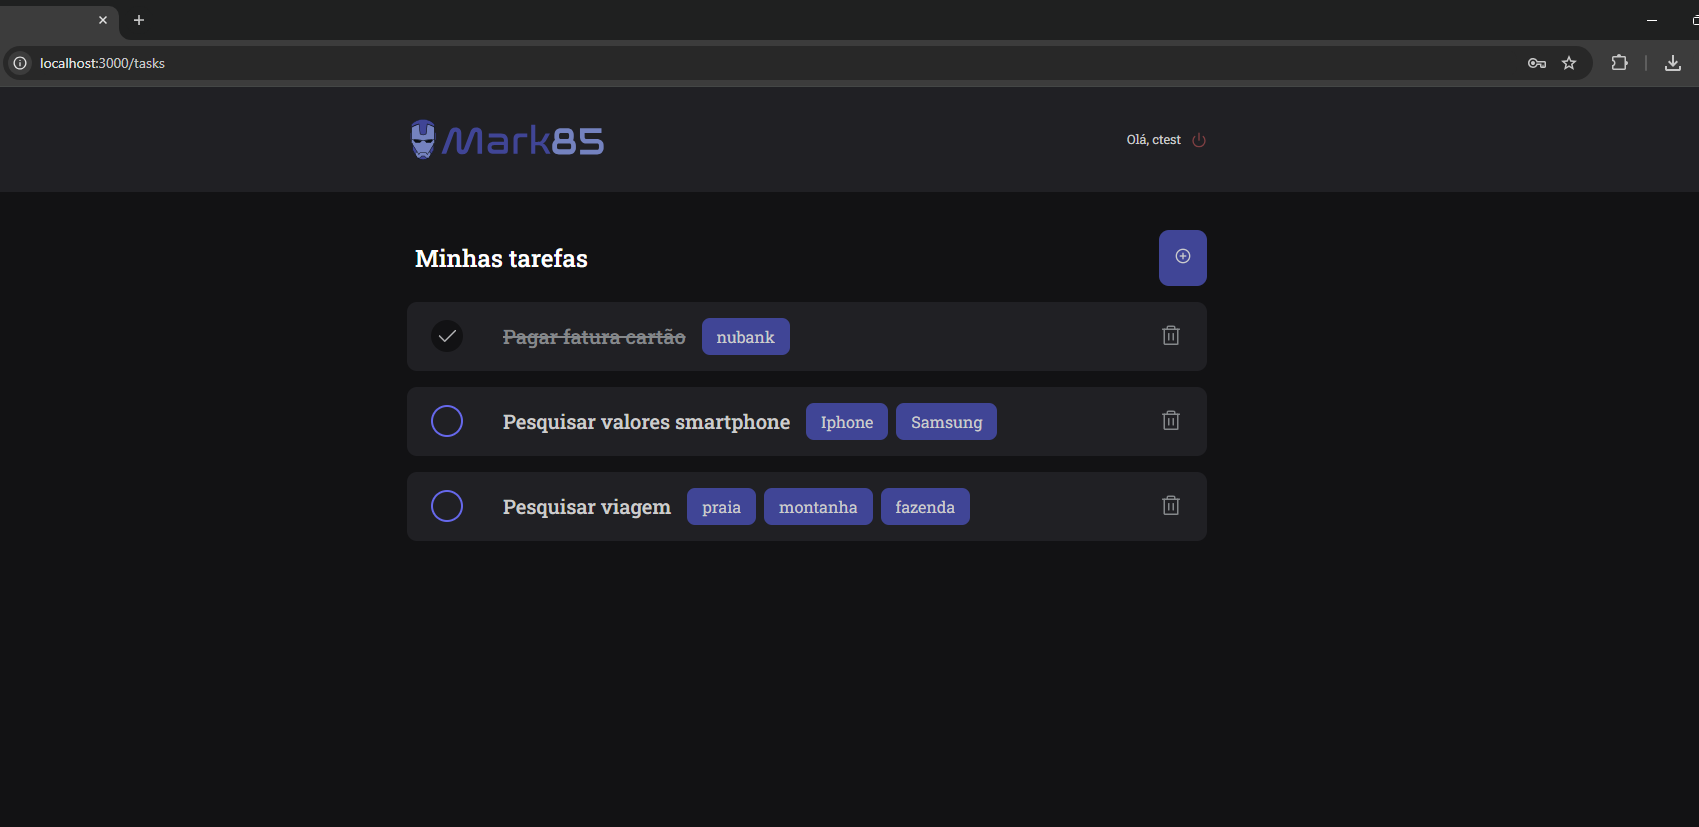 localhost:3000/tasks
Mark85
Olá, ctest
Minhas tarefas
Pagar fatura cartão nubank
Pesquisar valores smartphone Iphone Samsung
Pesquisar viagem praia montanha fazenda